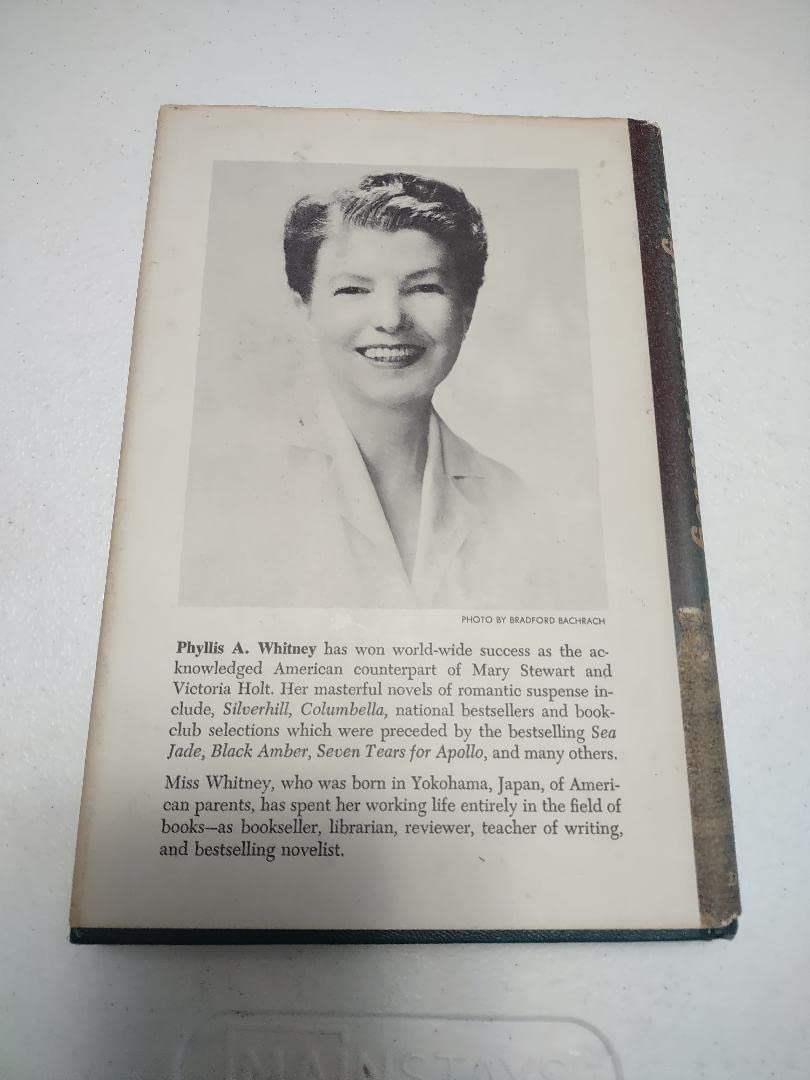 PHOTO BY BRADFORD BACHRACH
Phyllis A. Whitney has won world-wide success as the ac-
knowledged American counterpart of Mary Stewart and
Victoria Holt. Her masterful novels of romantic suspense in-
clude, Silverhill, Columbella, national bestsellers and book-
club selections which were preceded by the bestselling Sea
Jade, Black Amber, Seven Tears for Apollo, and many others.
Miss Whitney, who was born in Yokohama, Japan, of Ameri-
can parents, has spent her working life entirely in the field of
books—as bookseller, librarian, reviewer, teacher of writing,
and bestselling novelist.
MAINSTAYS